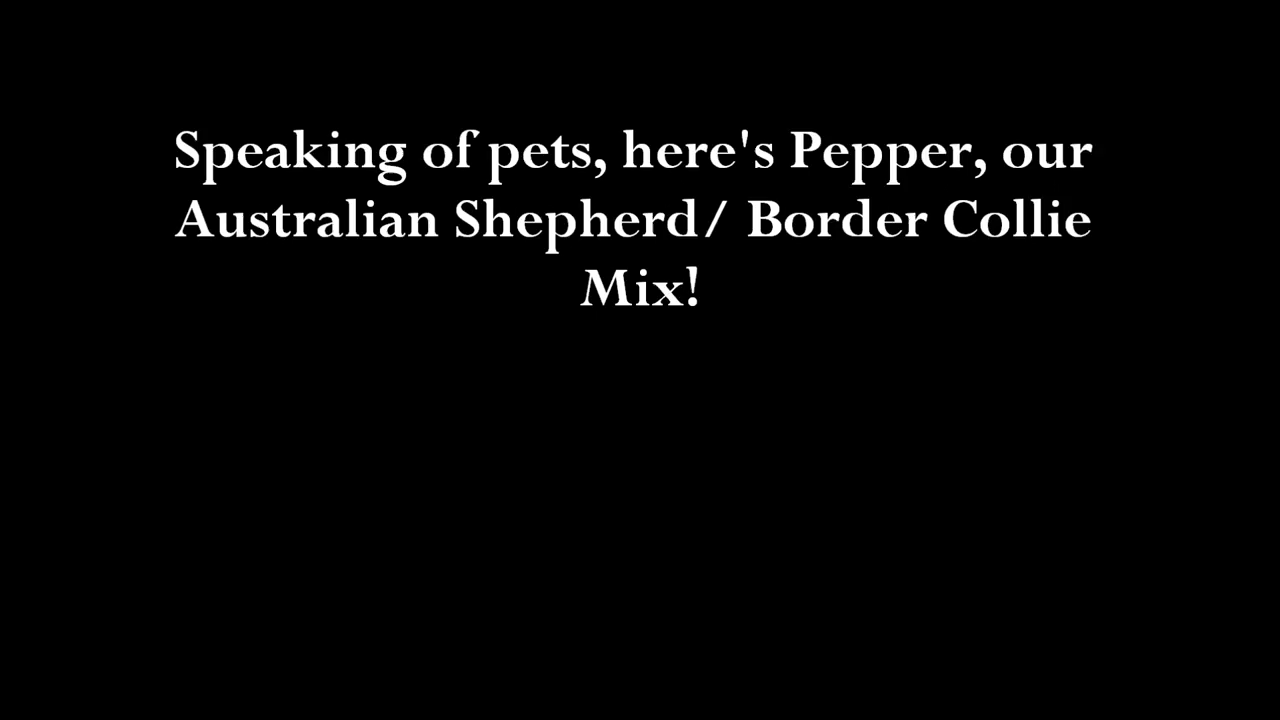 Speaking of pets, here's Pepper, our
Australian Shepherd/ Border Collie
Mix!